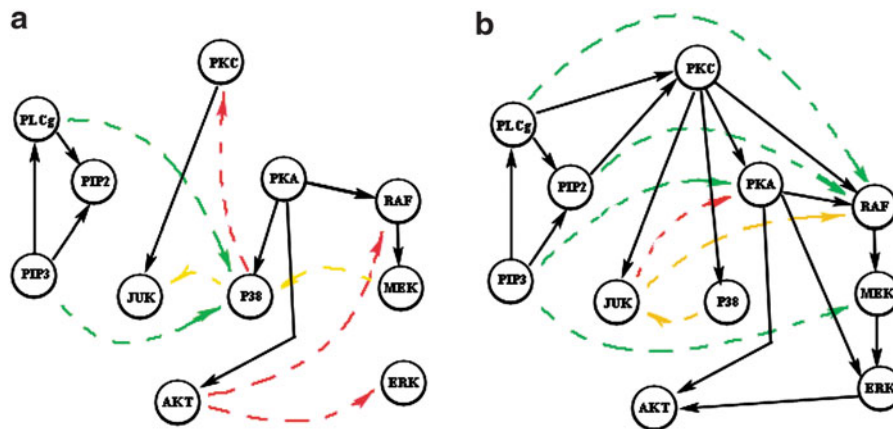 a
PKC
PLCg
PIP2
PKA
RAF
PIP3
JUK
P38
MEK
AKT
ERK
b
PKC
PLCg
PIP2
PKA
RAF
PIP3
JUK
P38
MEK
AKT
ERK